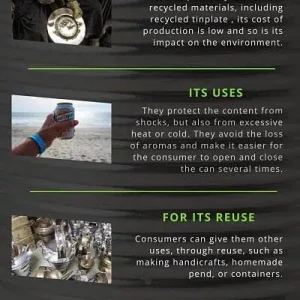 recycled materials, including
recycled tinplate , its cost of
production is low and so is its
impact on the environment.
ITS USES
They protect the content from
shocks, but also from excessive
heat or cold. They avoid the loss
of aromas and make it easier for
the consumer to open and close
the can several times.
FOR ITS REUSE
Consumers can give them other
uses, through reuse, such as
making handicrafts, homemade
pend, or containers.